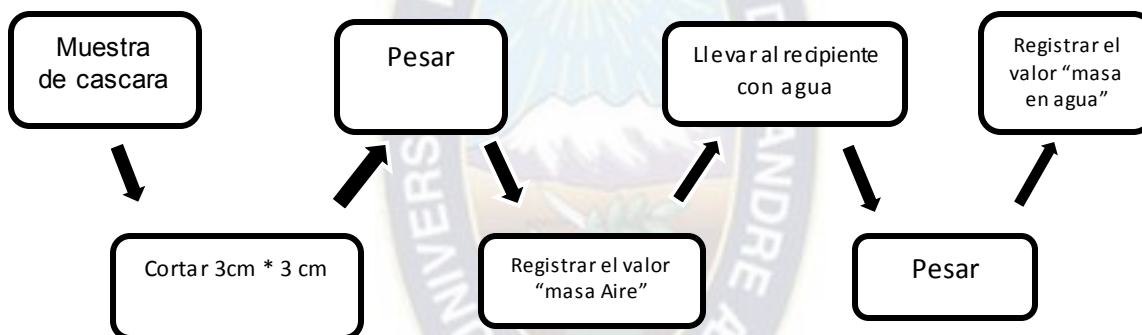 Muestra
de cascara
Cortar 3cm * 3 cm
Pesar
Registrar el valor
“masa Aire”
Llevar al recipiente
con agua
Pesar
Registrar el
valor “masa
en agua”